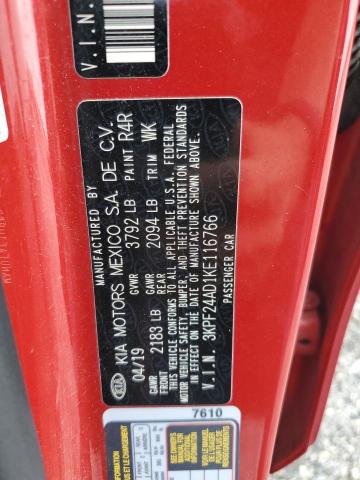 V.I.N.
MANUFACTURED BY
KIA KIA MOTORS MEXICO S.A. DE C.V.
04/19 GVWR 3792 LB PAINT R4R
GAWR FRONT 2183 LB GAWR REAR 2094 LB TRIM WK
THIS VEHICLE CONFORMS TO ALL APPLICABLE U.S.A. FEDERAL
MOTOR VEHICLE SAFETY, BUMPER, AND THEFT PREVENTION STANDARDS
IN EFFECT ON THE DATE OF MANUFACTURE SHOWN ABOVE.
V.I.N. 3KPF24AD1KE116766
PASSENGER CAR
7610